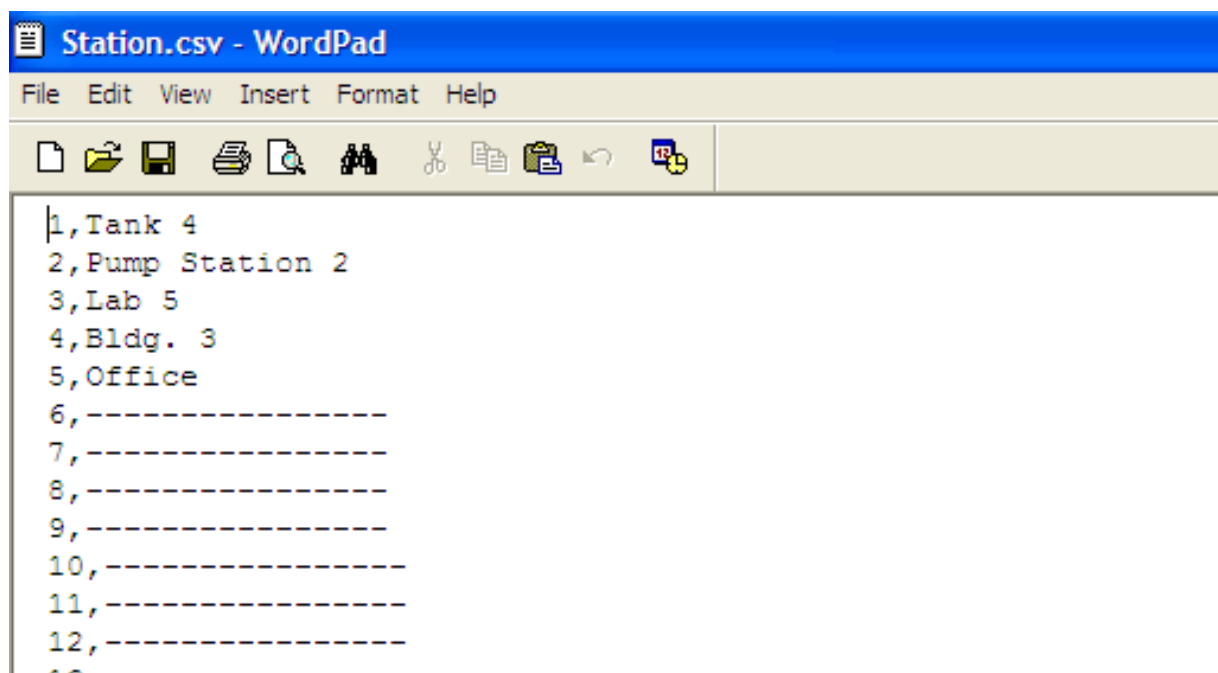 Station.csv - WordPad
File Edit View Insert Format Help
1,Tank 4
2,Pump Station 2
3,Lab 5
4,Bldg. 3
5,Office
6,----------------
7,----------------
8,----------------
9,----------------
10,----------------
11,----------------
12,----------------